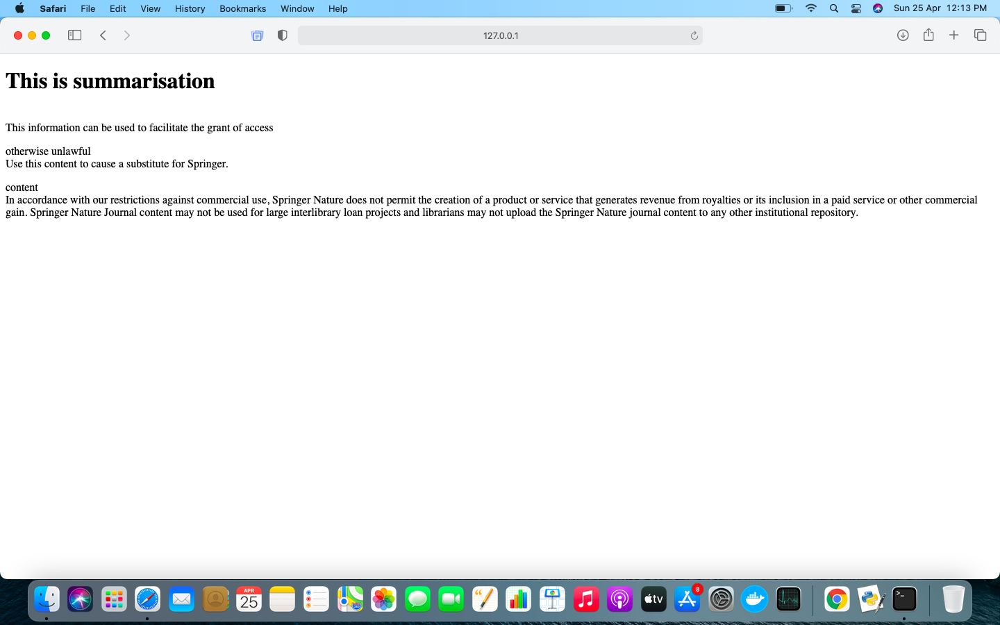 Safari File Edit View History Bookmarks Window Help Sun 25 Apr 12:13 PM
127.0.0.1
This is summarisation
This information can be used to facilitate the grant of access
otherwise unlawful
Use this content to cause a substitute for Springer.
content
In accordance with our restrictions against commercial use, Springer Nature does not permit the creation of a product or service that generates revenue from royalties or its inclusion in a paid service or other commercial
gain. Springer Nature Journal content may not be used for large interlibrary loan projects and librarians may not upload the Springer Nature journal content to any other institutional repository.
APR
25
280
tv
8
>_